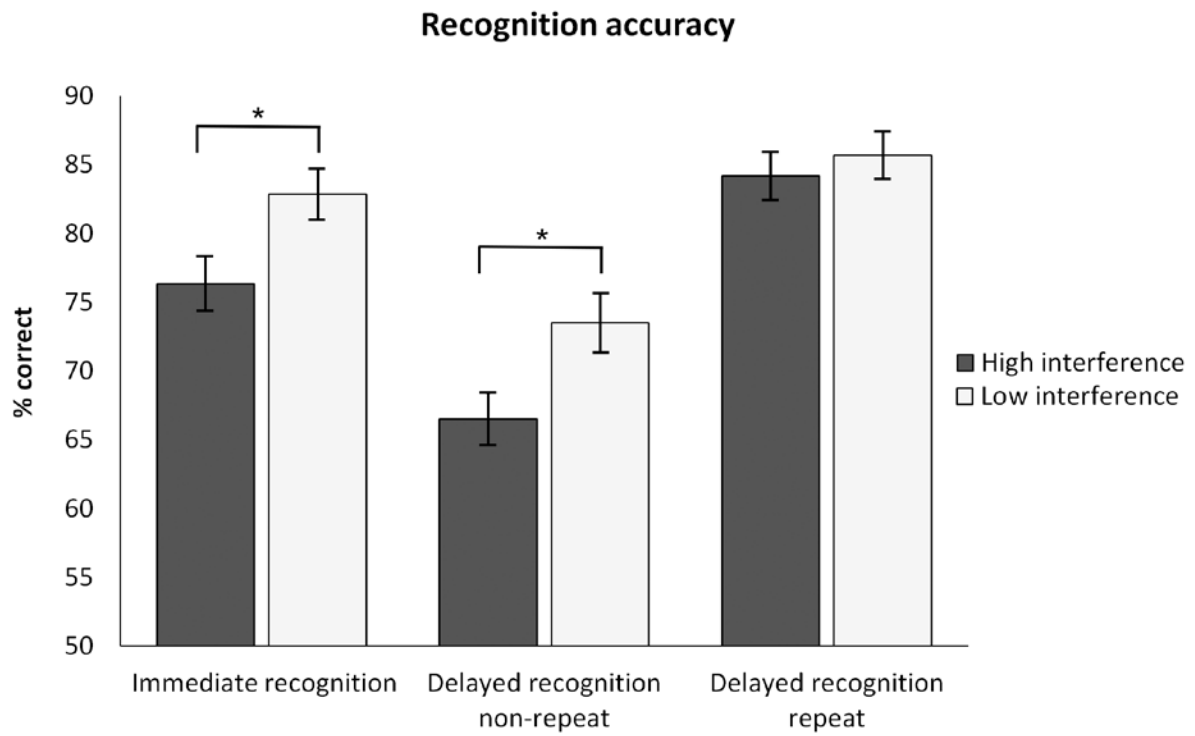 Recognition accuracy
90
85
80
75
70
65
60
55
50
% correct
*
*
High interference
Low interference
Immediate recognition
Delayed recognition
non-repeat
Delayed recognition
repeat